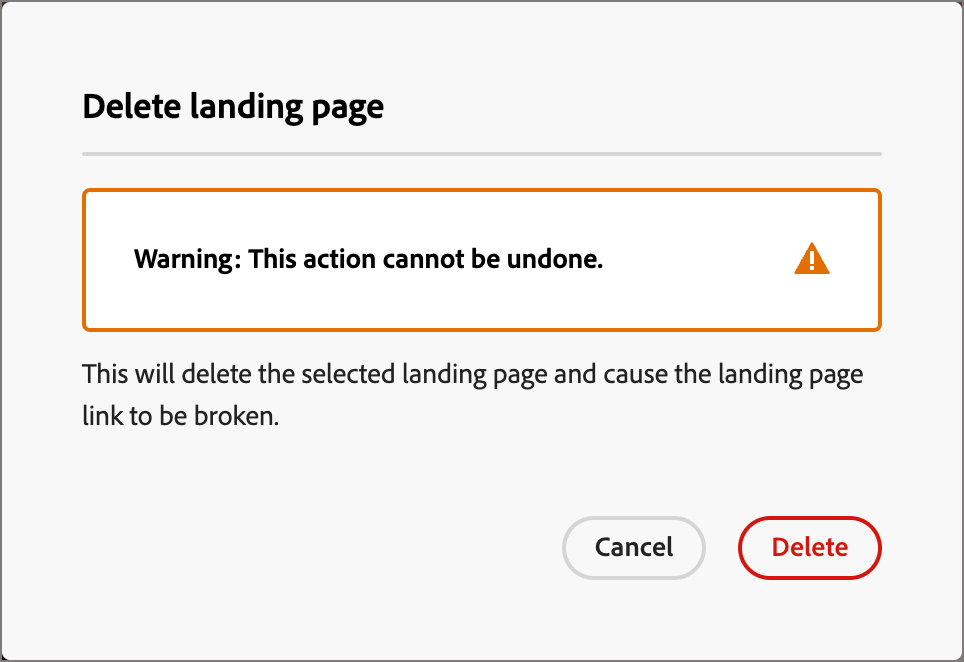 Delete landing page
Warning: This action cannot be undone.
This will delete the selected landing page and cause the landing page
link to be broken.
Cancel
Delete